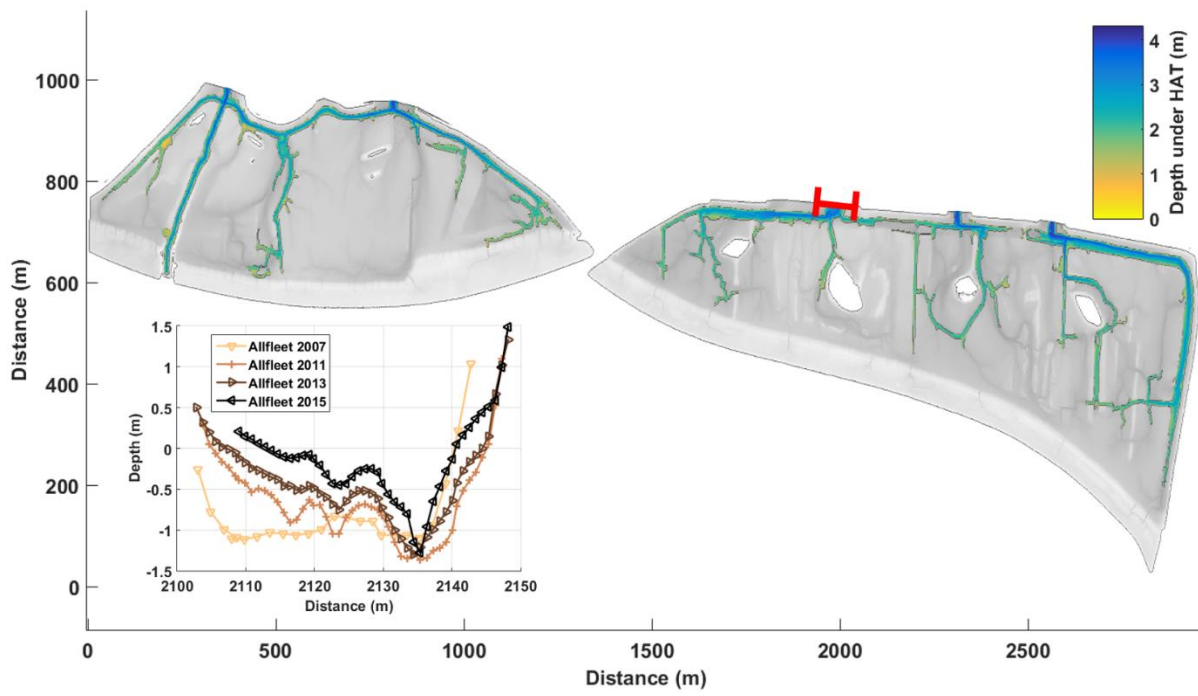 1000
800
600
400
200
0
Distance (m)
0 500 1000 1500 2000 2500
Distance (m)
4
3
2
1
0
Depth under HAT (m)
1.5
1
0.5
0
-0.5
-1
-1.5
Depth (m)
Allfleet 2007
Allfleet 2011
Allfleet 2013
Allfleet 2015
2100 2110 2120 2130 2140 2150
Distance (m)